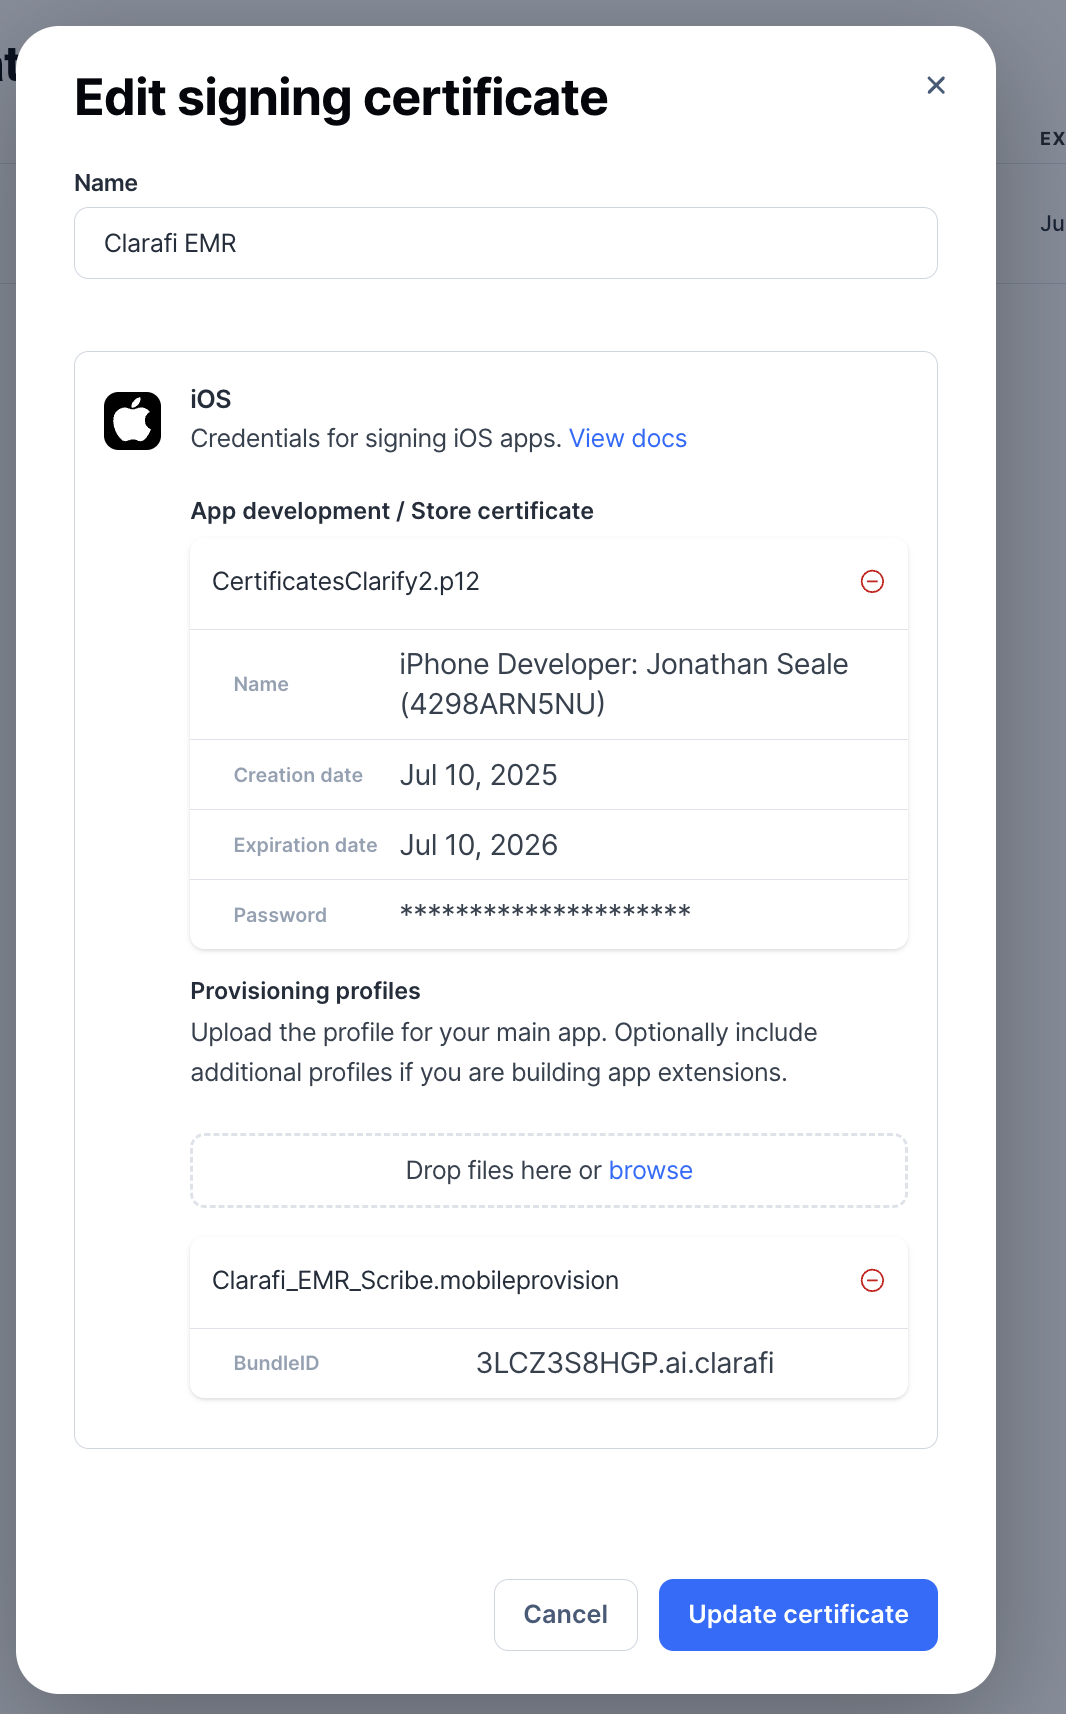 Edit signing certificate
EX
Name
Clarafi EMR
Ju
iOS
Credentials for signing iOS apps. View docs
App development / Store certificate
CertificatesClarify2.p12
Name
iPhone Developer: Jonathan Seale
(4298ARN5NU)
Creation date Jul 10, 2025
Expiration date Jul 10, 2026
Password *********************
Provisioning profiles
Upload the profile for your main app. Optionally include
additional profiles if you are building app extensions.
Drop files here or browse
Clarafi_EMR_Scribe.mobileprovision
BundleID 3LCZ3S8HGP.ai.clarafi
Cancel
Update certificate